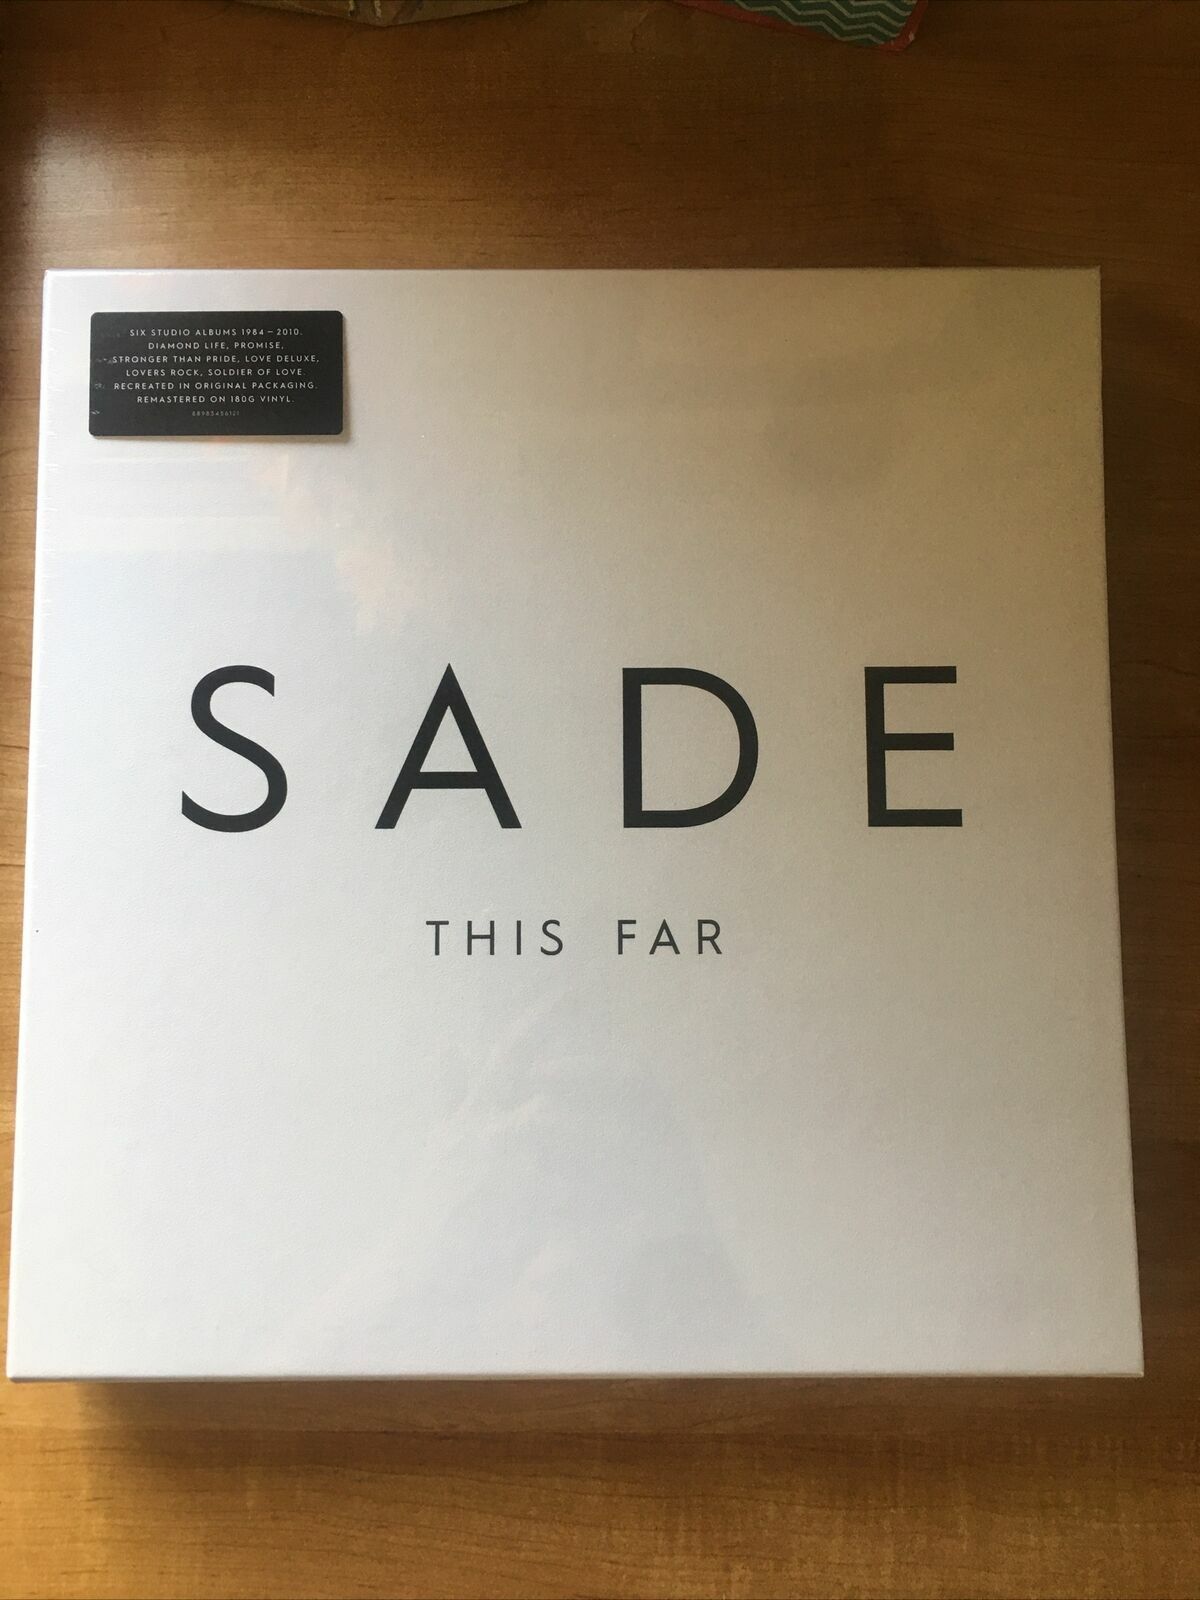 SIX STUDIO ALBUMS 1984 – 2010.
DIAMOND LIFE, PROMISE,
STRONGER THAN PRIDE, LOVE DELUXE,
LOVERS ROCK, SOLDIER OF LOVE.
RECREATED IN ORIGINAL PACKAGING.
REMASTERED ON 180G VINYL.
88985456121
SADE
THIS FAR